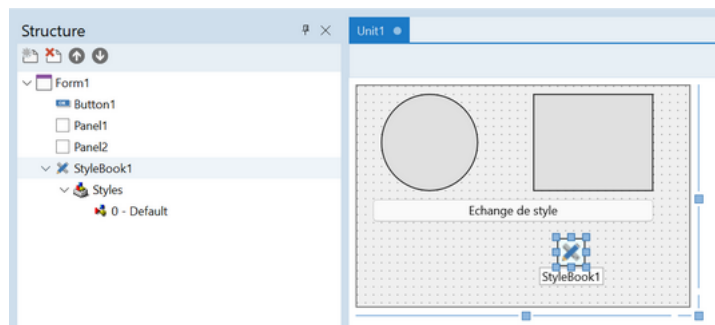 Structure
Form1
Button1
Panel1
Panel2
StyleBook1
Styles
0 - Default
Unit1
Echange de style
StyleBook1